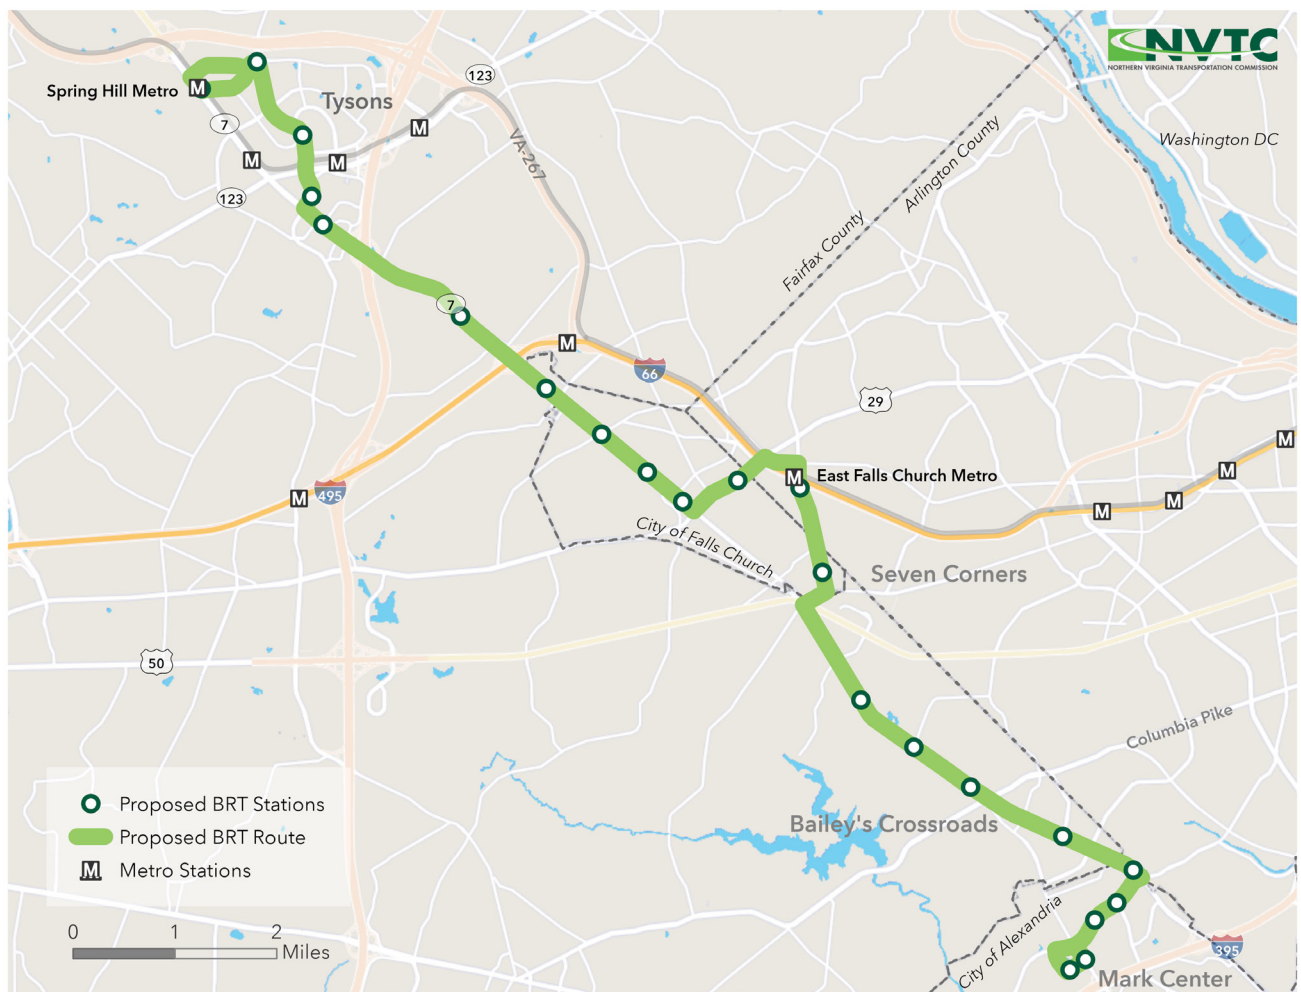 NVTC
NORTHERN VIRGINIA TRANSPORTATION COMMISSION
Spring Hill Metro
M
Tysons
123
7
M
M
M
VA-267
123
Washington DC
Arlington County
Fairfax County
7
M
66
29
M
East Falls Church Metro
M
M
M
M
M
495
City of Falls Church
Seven Corners
50
Columbia Pike
Bailey's Crossroads
City of Alexandria
395
Mark Center
Proposed BRT Stations
Proposed BRT Route
M Metro Stations
0 1 2
Miles